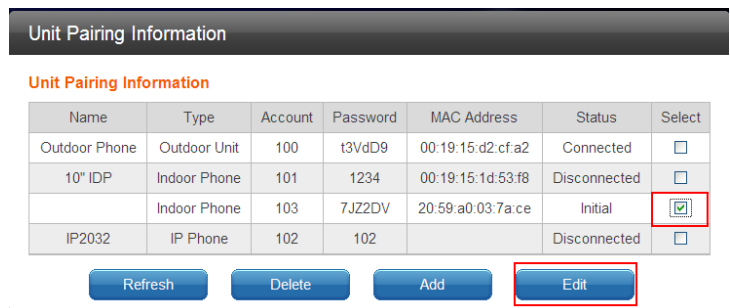 Unit Pairing Information
Unit Pairing Information
Name Type Account Password MAC Address Status Select
Outdoor Phone Outdoor Unit 100 t3VdD9 00:19:15:d2:cf:a2 Connected
10" IDP Indoor Phone 101 1234 00:19:15:1d:53:f8 Disconnected
Indoor Phone 103 7JZ2DV 20:59:a0:03:7a:ce Initial
IP2032 IP Phone 102 102 Disconnected
Refresh Delete Add Edit